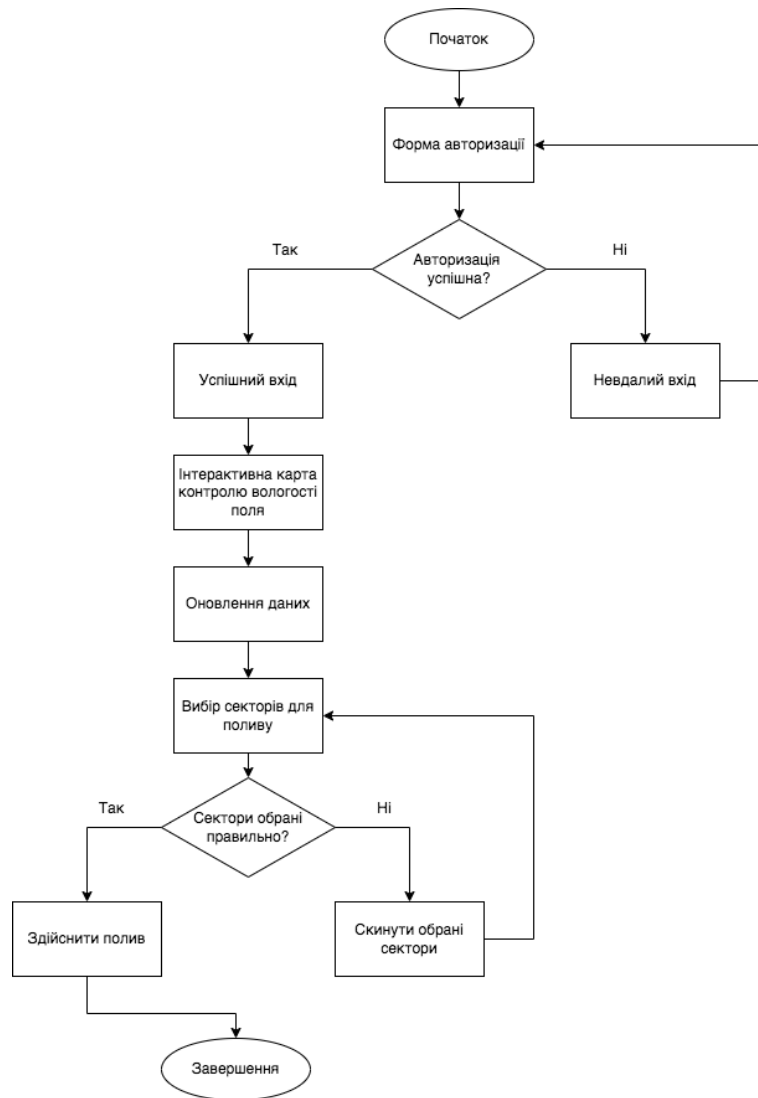 Початок
Форма авторизації
Авторизація
успішна?
Так
Ні
Успішний вхід
Невдалий вхід
Інтерактивна карта
контролю вологості
поля
Оновлення даних
Вибір секторів для
поливу
Сектори обрані
правильно?
Так
Ні
Здійснити полив
Скинути обрані
сектори
Завершення